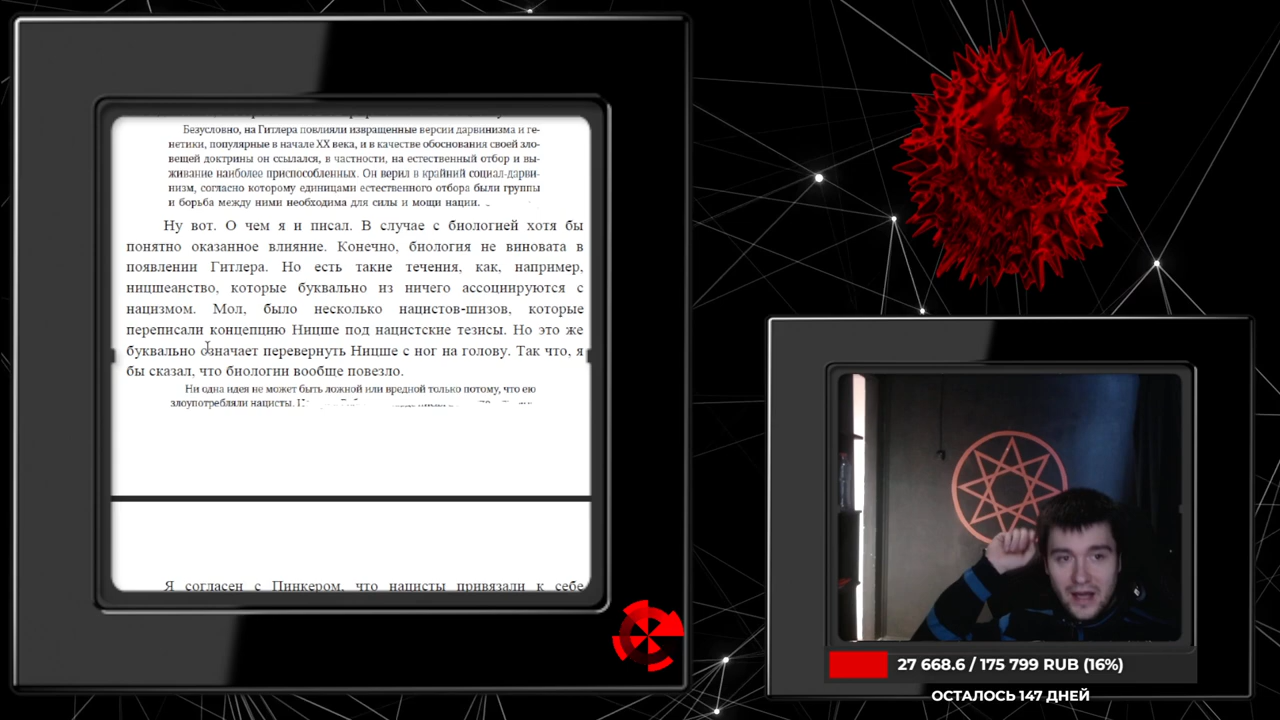 Безусловно, на Гитлера повлияли извращенные версии дарвинизма и ге-
нетики, популярные в начале XX века, и в качестве обоснования своей зло-
вещей доктрины он ссылался, в частности, на естественный отбор и вы-
живание наиболее приспособленных. Он верил в крайний социал-дарви-
низм, согласно которому единицами естественного отбора были группы
и борьба между ними необходима для силы и мощи нации.
Ну вот. О чем я и писал. В случае с биологией хотя бы
понятно оказанное влияние. Конечно, биология не виновата в
появлении Гитлера. Но есть такие течения, как, например,
ницшеанство, которые буквально из ничего ассоциируются с
нацизмом. Мол, было несколько нацистов-шизов, которые
переписали концепцию Ницше под нацистские тезисы. Но это же
буквально означает перевернуть Ницше с ног на голову. Так что, я
бы сказал, что биологии вообще повезло.
Ни одна идея не может быть ложной или вредной только потому, что ею
злоупотребляли нацисты.
Я согласен с Пинкером, что нацисты привязали к себе
27 668.6 / 175 799 RUB (16%)
ОСТАЛОСЬ 147 ДНЕЙ